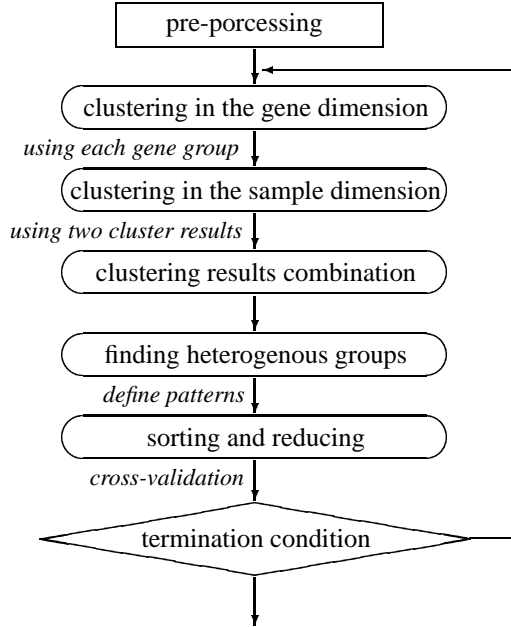 pre-porcessing
clustering in the gene dimension
using each gene group
clustering in the sample dimension
using two cluster results
clustering results combination
finding heterogenous groups
define patterns
sorting and reducing
cross-validation
termination condition